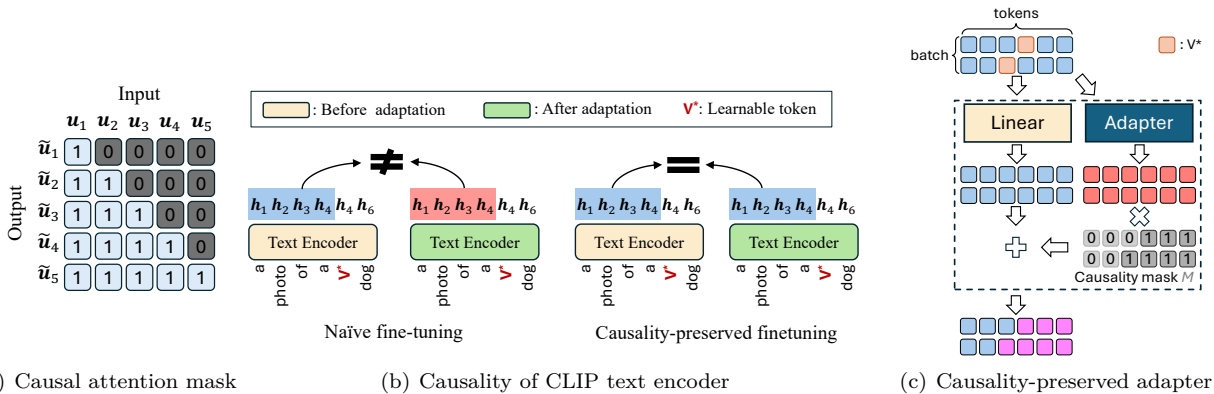 Input
u1 u2 u3 u4 u5
Output
ũ1 1 0 0 0 0
ũ2 1 1 0 0 0
ũ3 1 1 1 0 0
ũ4 1 1 1 1 0
ũ5 1 1 1 1 1
) Causal attention mask
: Before adaptation
: After adaptation
V*: Learnable token
≠
h1 h2 h3 h4 h4 h6
h1 h2 h3 h4 h4 h6
Text Encoder
Text Encoder
a photo of a V* dog
a photo of a V* dog
Naïve fine-tuning
=
h1 h2 h3 h4 h4 h6
h1 h2 h3 h4 h4 h6
Text Encoder
Text Encoder
a photo of a V* dog
a photo of a V* dog
Causality-preserved finetuning
(b) Causality of CLIP text encoder
tokens
batch
: V*
Linear
Adapter
0 0 0 1 1 1
0 0 1 1 1 1
Causality mask M
(c) Causality-preserved adapter